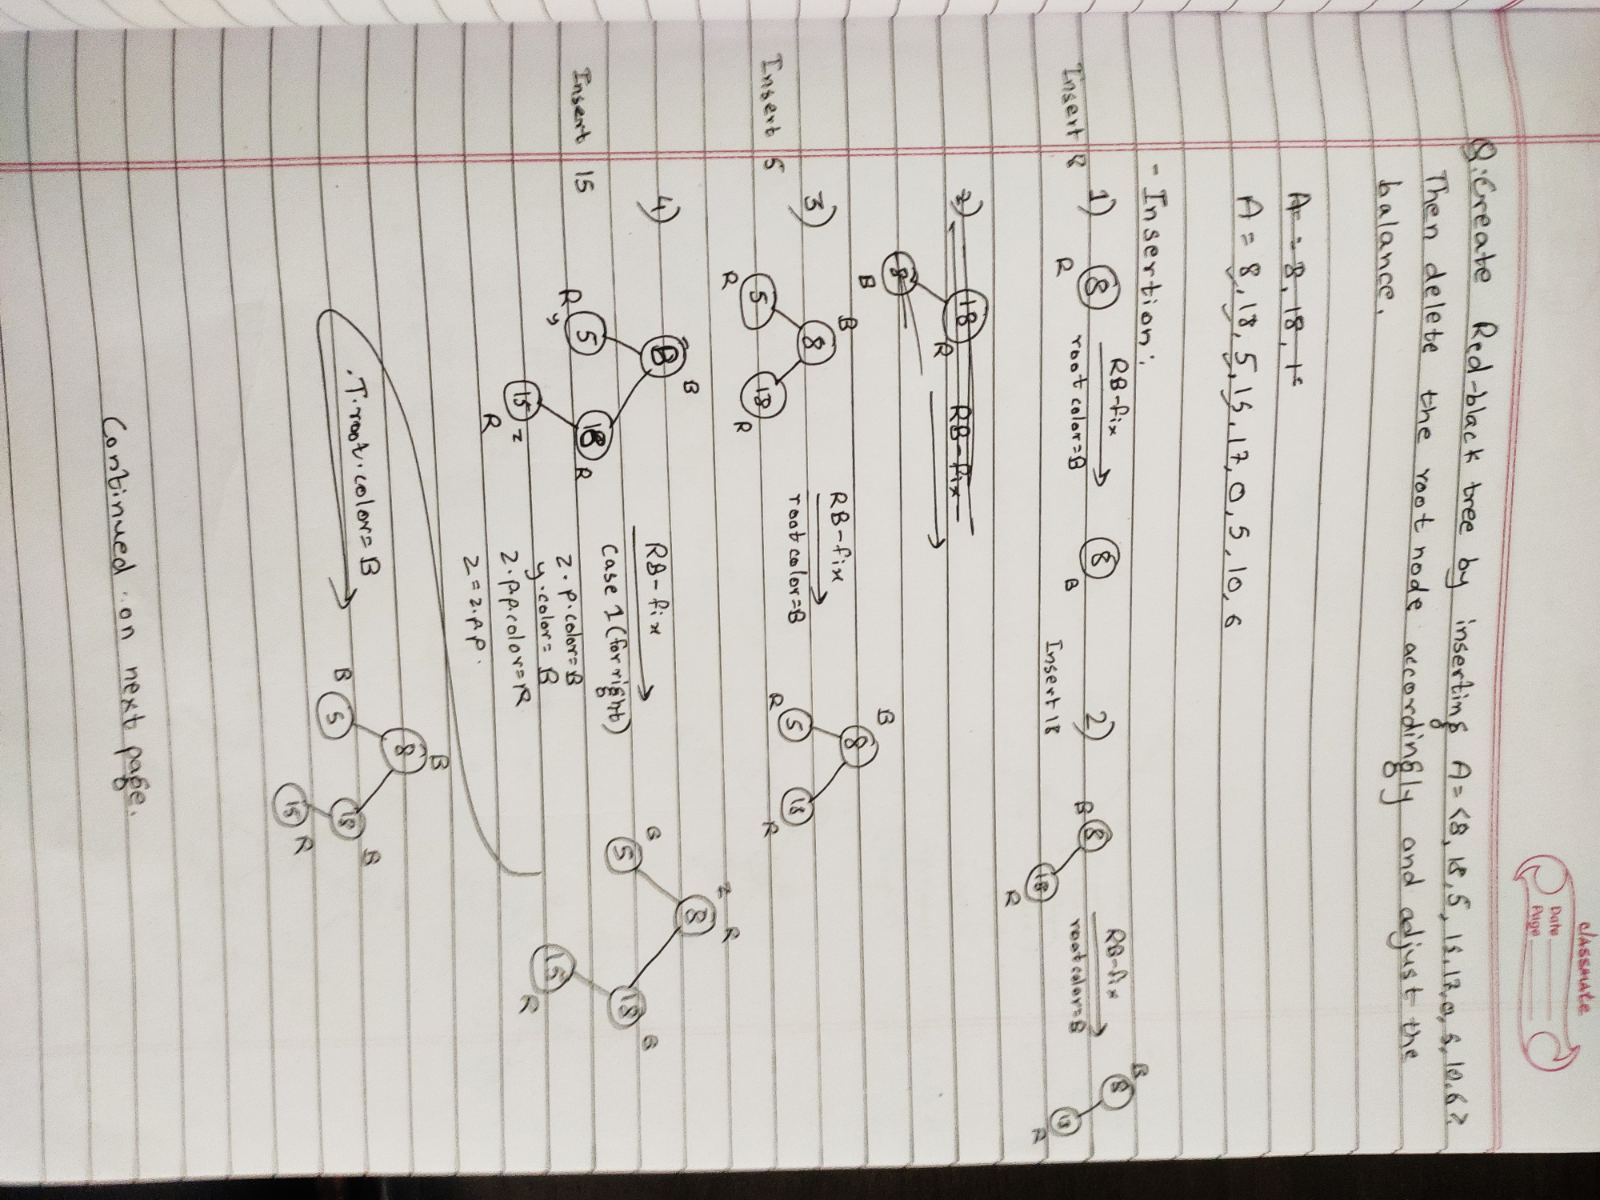 classmate
Date
Page
Q: Create Red-black tree by inserting A = <8, 18, 5, 15, 17, 0, 5, 10, 6>.
Then delete the root node accordingly and adjust the
balance.
A = 8, 18, 1
A = 8, 18, 5, 15, 17, 0, 5, 10, 6
- Insertion:
Insert 8
1) 8 R RB-fix root color=B 8 B
2) Insert 18 B 8 18 R RB-fix root color=B B 8 18 R
2) 18 R 8 B RB-fix
3) Insert 5
B 8 5 R 18 R
RB-fix
root color=B
B 8 R 5 18 R
4) Insert 15
8 B
R 5 y 18 R
15 z
R
RB-fix
case 1 (for right)
z.p.color=B
y.color= B
z.p.p.color=R
z=z.p.p.
z R
8
B 5 18 B
15 R
.T.root.color=B
B
8
B 5 18 B
15 R
Continued on next page.